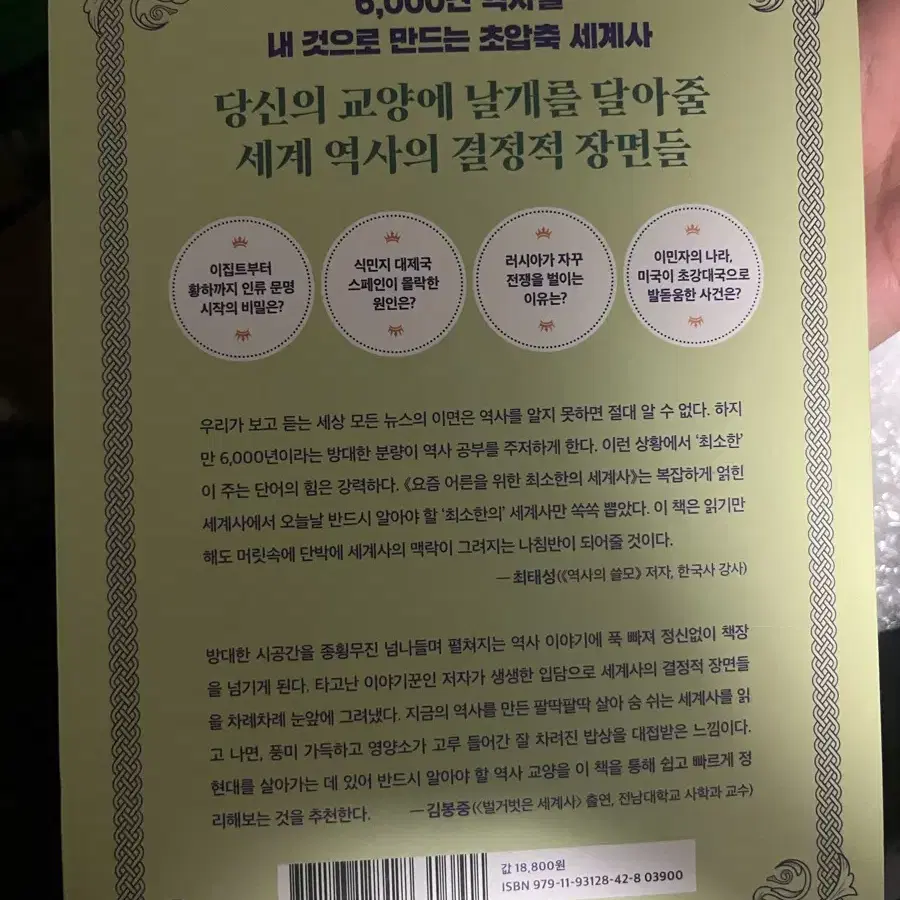 6,000년 역사를
내 것으로 만드는 초압축 세계사
당신의 교양에 날개를 달아줄
세계 역사의 결정적 장면들
이집트부터
황하까지 인류 문명
시작의 비밀은?
식민지 대제국
스페인이 몰락한
원인은?
러시아가 자꾸
전쟁을 벌이는
이유는?
이민자의 나라,
미국이 초강대국으로
발돋움한 사건은?
우리가 보고 듣는 세상 모든 뉴스의 이면은 역사를 알지 못하면 절대 알 수 없다. 하지
만 6,000년이라는 방대한 분량이 역사 공부를 주저하게 한다. 이런 상황에서 ‘최소한’
이 주는 단어의 힘은 강력하다. 《요즘 어른을 위한 최소한의 세계사》는 복잡하게 얽힌
세계사에서 오늘날 반드시 알아야 할 ‘최소한의’ 세계사만 쏙쏙 뽑았다. 이 책은 읽기만
해도 머릿속에 단박에 세계사의 맥락이 그려지는 나침반이 되어줄 것이다.
—최태성(《역사의 쓸모》 저자, 한국사 강사)
방대한 시공간을 종횡무진 넘나들며 펼쳐지는 역사 이야기에 푹 빠져 정신없이 책장
을 넘기게 된다. 타고난 이야기꾼인 저자가 생생한 입담으로 세계사의 결정적 장면들
을 차례차례 눈앞에 그려냈다. 지금의 역사를 만든 팔딱팔딱 살아 숨 쉬는 세계사를 읽
고 나면, 풍미 가득하고 영양소가 고루 들어간 잘 차려진 밥상을 대접받은 느낌이다.
현대를 살아가는 데 있어 반드시 알아야 할 역사 교양을 이 책을 통해 쉽고 빠르게 정
리해보는 것을 추천한다. —김봉중(〈벌거벗은 세계사〉 출연, 전남대학교 사학과 교수)
값 18,800원
ISBN 979-11-93128-42-8 03900